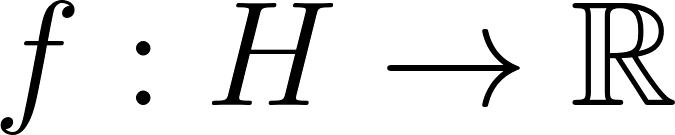 f : H → ℝ